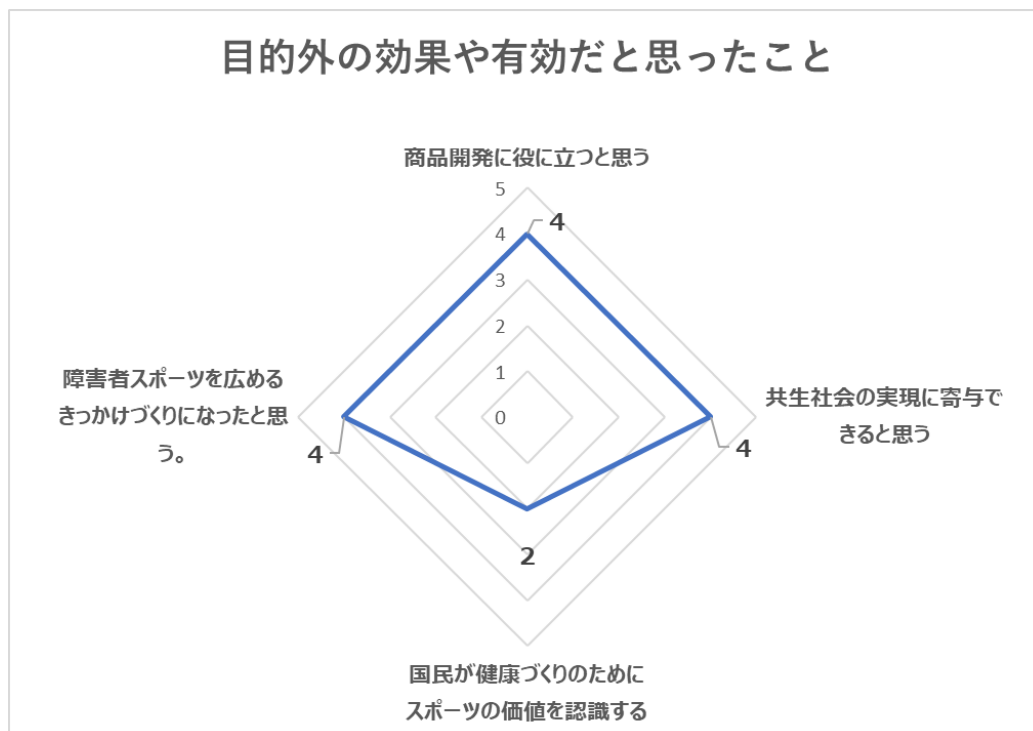 目的外の効果や有効だと思ったこと
商品開発に役に立つと思う
5
4
4
3
2
1
0
障害者スポーツを広める
きっかけづくりになったと思
う。
4
共生社会の実現に寄与で
きると思う
4
2
国民が健康づくりのために
スポーツの価値を認識する